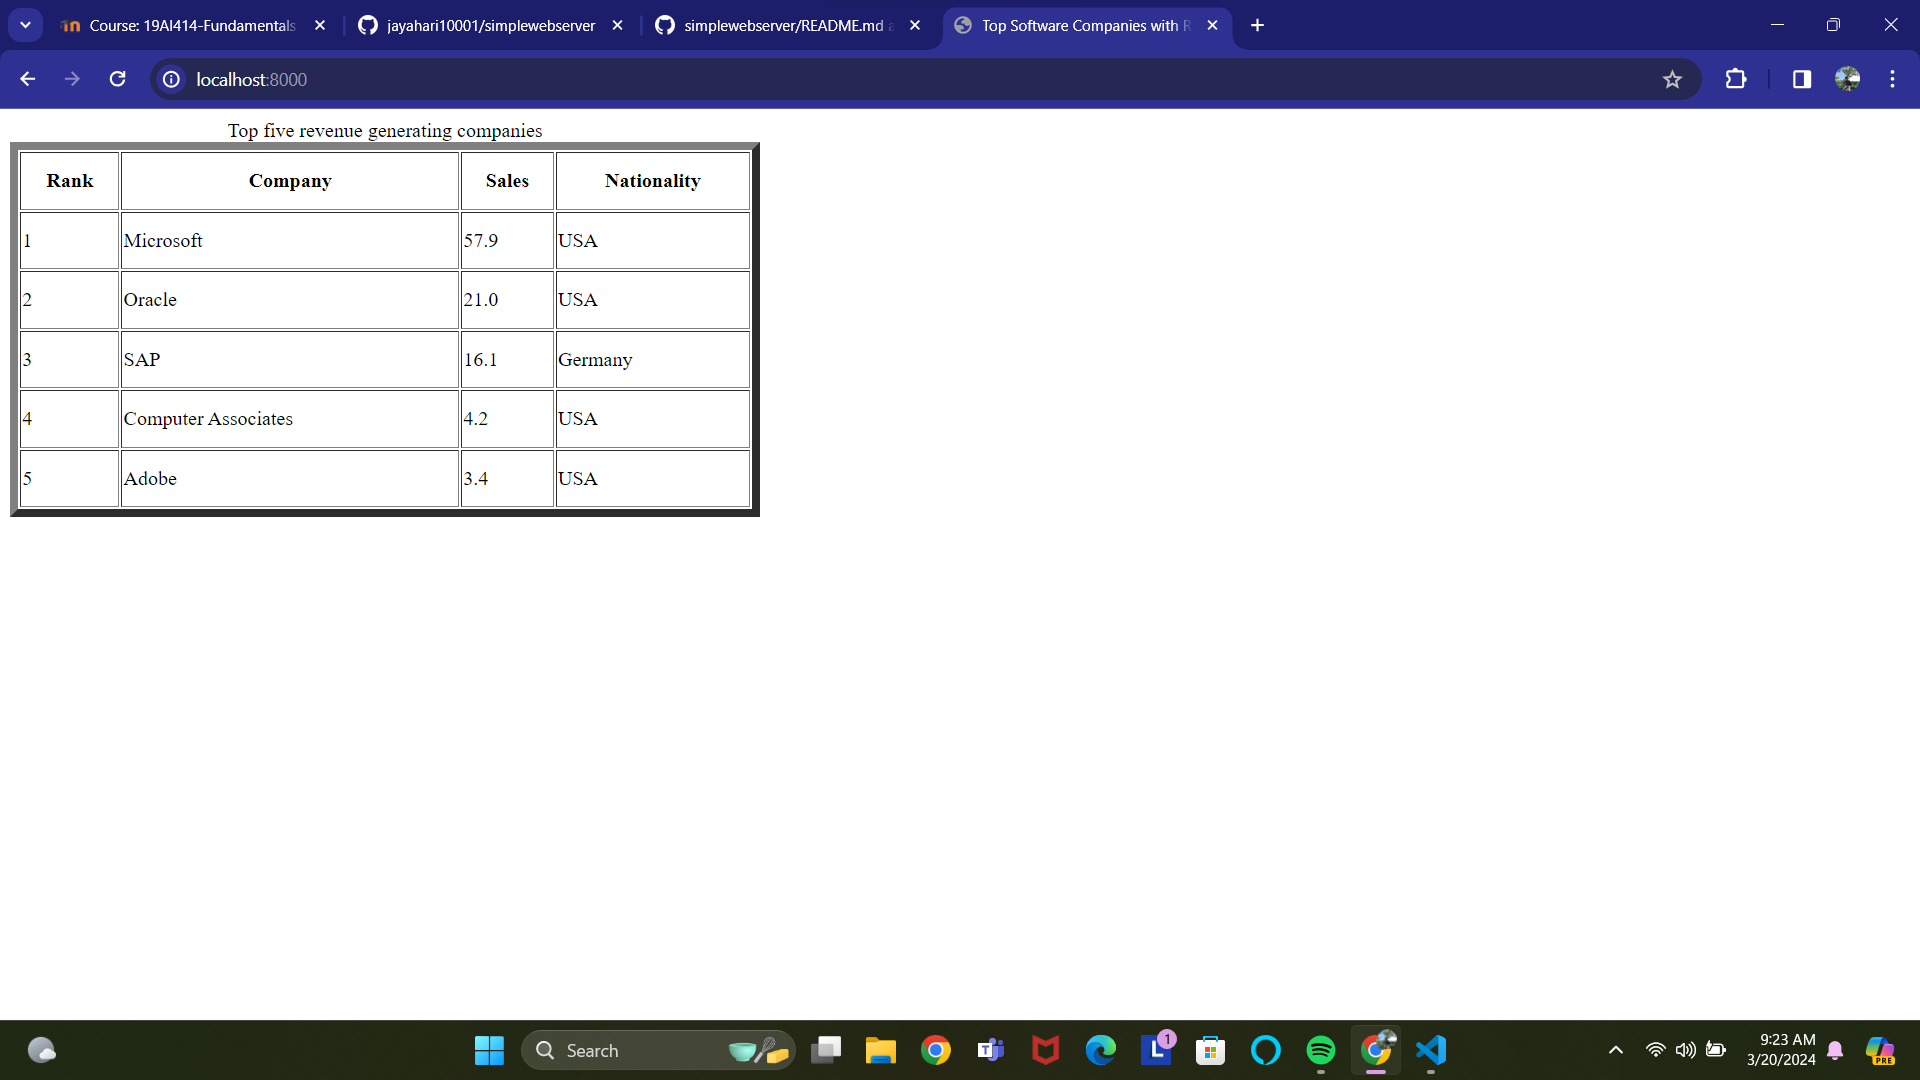 Course: 19AI414-Fundamentals
jayahari10001/simplewebserver
simplewebserver/README.md a
Top Software Companies with R
localhost:8000
Top five revenue generating companies
Rank Company Sales Nationality
1 Microsoft 57.9 USA
2 Oracle 21.0 USA
3 SAP 16.1 Germany
4 Computer Associates 4.2 USA
5 Adobe 3.4 USA
Search
1
9:23 AM
3/20/2024
PRE